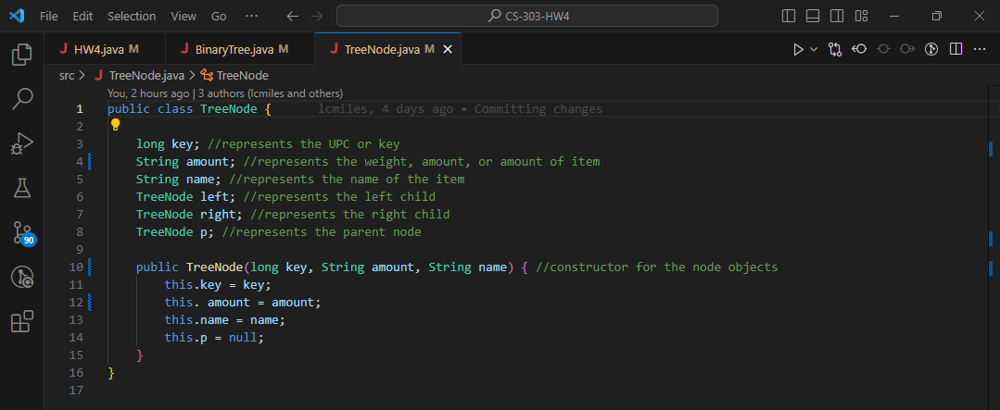 File Edit Selection View Go ··· CS-303-HW4
J HW4.java M J BinaryTree.java M J TreeNode.java M
src > J TreeNode.java > TreeNode
You, 2 hours ago | 3 authors (lcmiles and others)
1 public class TreeNode { lcmiles, 4 days ago • Committing changes
2
3 long key; //represents the UPC or key
4 String amount; //represents the weight, amount, or amount of item
5 String name; //represents the name of the item
6 TreeNode left; //represents the left child
7 TreeNode right; //represents the right child
8 TreeNode p; //represents the parent node
9
10 public TreeNode(long key, String amount, String name) { //constructor for the node objects
11 this.key = key;
12 this. amount = amount;
13 this.name = name;
14 this.p = null;
15 }
16 }
17
90